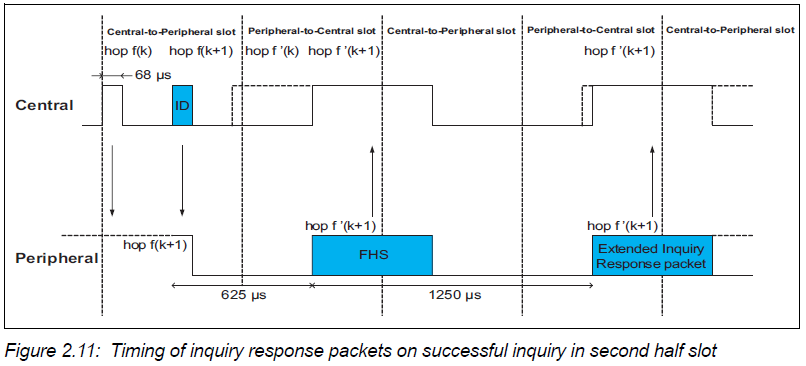 Central-to-Peripheral slot
Peripheral-to-Central slot
Central-to-Peripheral slot
Peripheral-to-Central slot
Central-to-Peripheral slot
hop f(k)
hop f(k+1)
hop f'(k)
hop f'(k+1)
hop f'(k+1)
68 µs
Central
ID
hop f(k+1)
hop f'(k+1)
hop f'(k+1)
Peripheral
FHS
Extended Inquiry
Response packet
625 µs
1250 µs
Figure 2.11: Timing of inquiry response packets on successful inquiry in second half slot